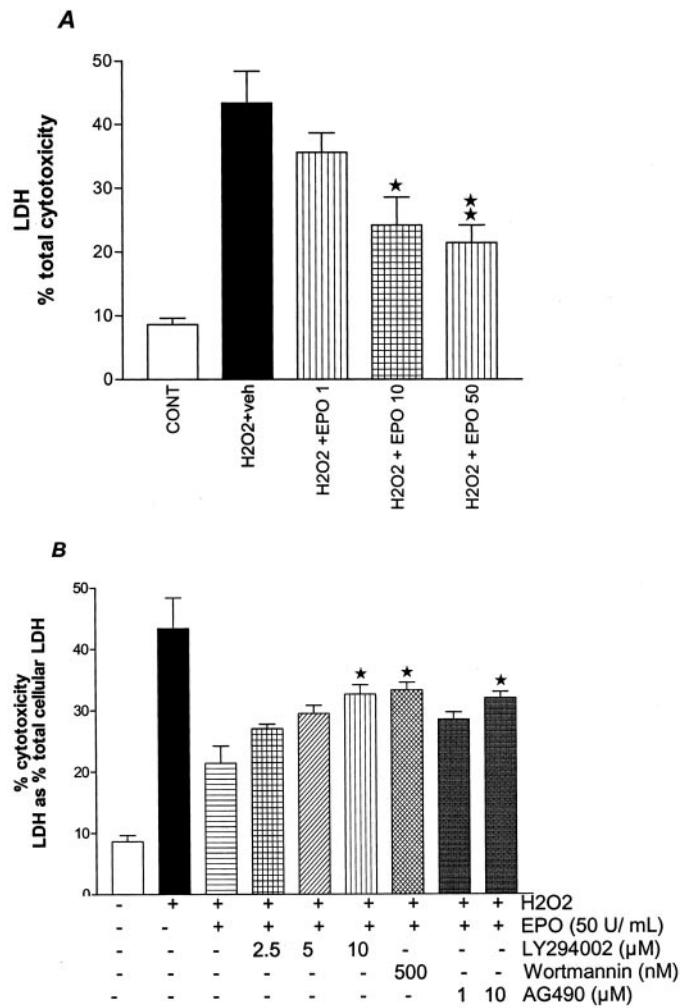 A
LDH
% total cytotoxicity
50
40
30
20
10
0
★
★
★
CONT
H2O2+veh
H2O2 +EPO 1
H2O2 + EPO 10
H2O2 + EPO 50
B
% cytotoxicity
LDH as % total cellular LDH
50
40
30
20
10
0
★ ★ ★
- + + + + + + + + H2O2
- - + + + + + + + EPO (50 U/ mL)
- - - 2.5 5 10 - - - LY294002 (µM)
- - - - - - 500 - - Wortmannin (nM)
- - - - - - - 1 10 AG490 (µM)